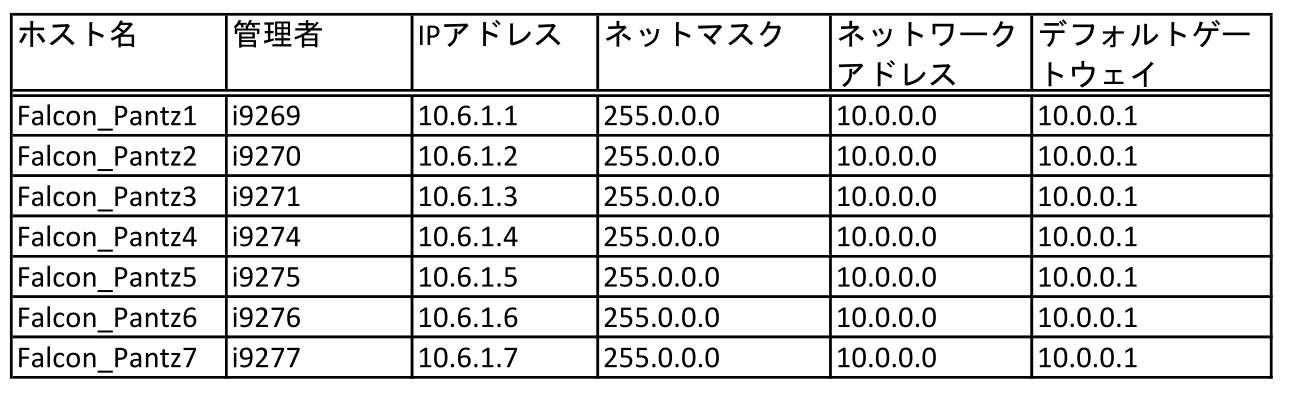 ホスト名 管理者 IPアドレス ネットマスク ネットワークアドレス デフォルトゲートウェイ
Falcon_Pantz1 i9269 10.6.1.1 255.0.0.0 10.0.0.0 10.0.0.1
Falcon_Pantz2 i9270 10.6.1.2 255.0.0.0 10.0.0.0 10.0.0.1
Falcon_Pantz3 i9271 10.6.1.3 255.0.0.0 10.0.0.0 10.0.0.1
Falcon_Pantz4 i9274 10.6.1.4 255.0.0.0 10.0.0.0 10.0.0.1
Falcon_Pantz5 i9275 10.6.1.5 255.0.0.0 10.0.0.0 10.0.0.1
Falcon_Pantz6 i9276 10.6.1.6 255.0.0.0 10.0.0.0 10.0.0.1
Falcon_Pantz7 i9277 10.6.1.7 255.0.0.0 10.0.0.0 10.0.0.1